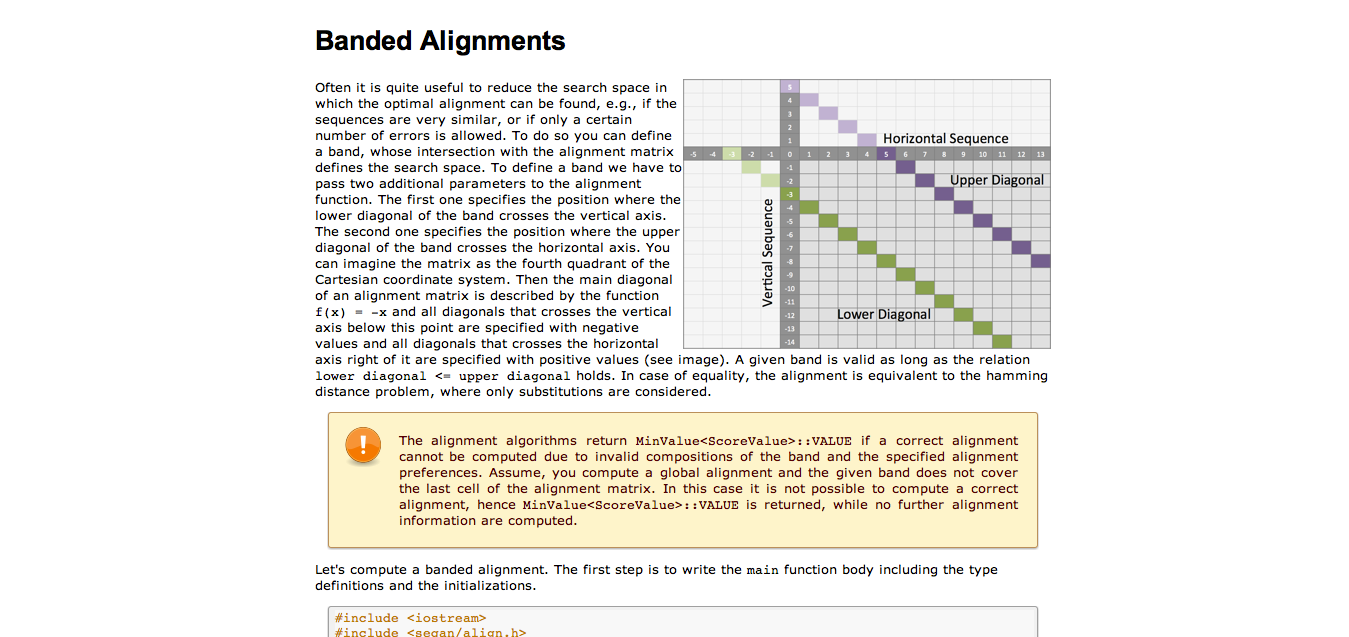 Banded Alignments
Often it is quite useful to reduce the search space in
which the optimal alignment can be found, e.g., if the
sequences are very similar, or if only a certain
number of errors is allowed. To do so you can define
a band, whose intersection with the alignment matrix
defines the search space. To define a band we have to
pass two additional parameters to the alignment
function. The first one specifies the position where the
lower diagonal of the band crosses the vertical axis.
The second one specifies the position where the upper
diagonal of the band crosses the horizontal axis. You
can imagine the matrix as the fourth quadrant of the
Cartesian coordinate system. Then the main diagonal
of an alignment matrix is described by the function
f(x) = -x and all diagonals that crosses the vertical
axis below this point are specified with negative
values and all diagonals that crosses the horizontal
axis right of it are specified with positive values (see image). A given band is valid as long as the relation
lower diagonal <= upper diagonal holds. In case of equality, the alignment is equivalent to the hamming
distance problem, where only substitutions are considered.
5
4
3
2
1
Horizontal Sequence
-5 -4 -3 -2 -1 0 1 2 3 4 5 6 7 8 9 10 11 12 13
-1
-2
Upper Diagonal
-3
-4
-5
-6
-7
-8
-9
-10
-11
-12
-13
-14
Vertical Sequence
Lower Diagonal
The alignment algorithms return MinValue<ScoreValue>::VALUE if a correct alignment
cannot be computed due to invalid compositions of the band and the specified alignment
preferences. Assume, you compute a global alignment and the given band does not cover
the last cell of the alignment matrix. In this case it is not possible to compute a correct
alignment, hence MinValue<ScoreValue>::VALUE is returned, while no further alignment
information are computed.
Let's compute a banded alignment. The first step is to write the main function body including the type
definitions and the initializations.
#include <iostream>
#include <seqan/align.h>